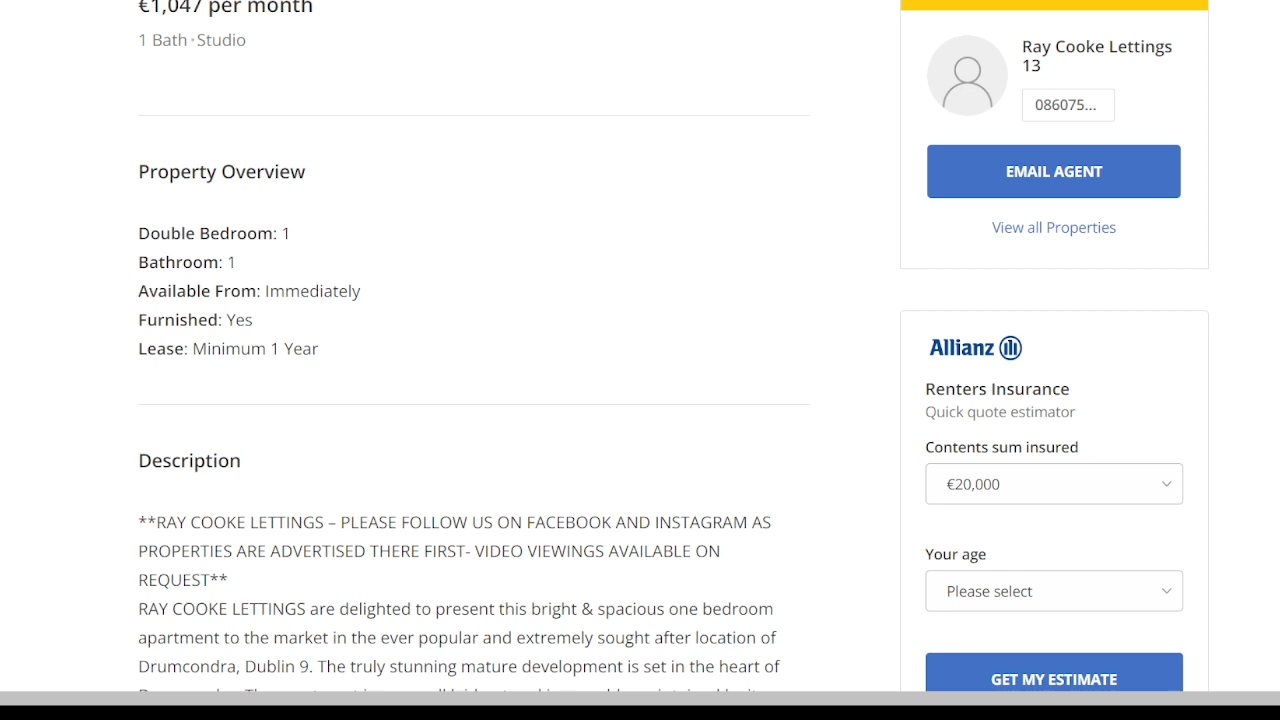 €1,047 per month
1 Bath · Studio
Property Overview
Double Bedroom: 1
Bathroom: 1
Available From: Immediately
Furnished: Yes
Lease: Minimum 1 Year
Description
**RAY COOKE LETTINGS – PLEASE FOLLOW US ON FACEBOOK AND INSTAGRAM AS
PROPERTIES ARE ADVERTISED THERE FIRST- VIDEO VIEWINGS AVAILABLE ON
REQUEST**
RAY COOKE LETTINGS are delighted to present this bright & spacious one bedroom
apartment to the market in the ever popular and extremely sought after location of
Drumcondra, Dublin 9. The truly stunning mature development is set in the heart of
Ray Cooke Lettings
13
086075...
EMAIL AGENT
View all Properties
Allianz
Renters Insurance
Quick quote estimator
Contents sum insured
€20,000
Your age
Please select
GET MY ESTIMATE